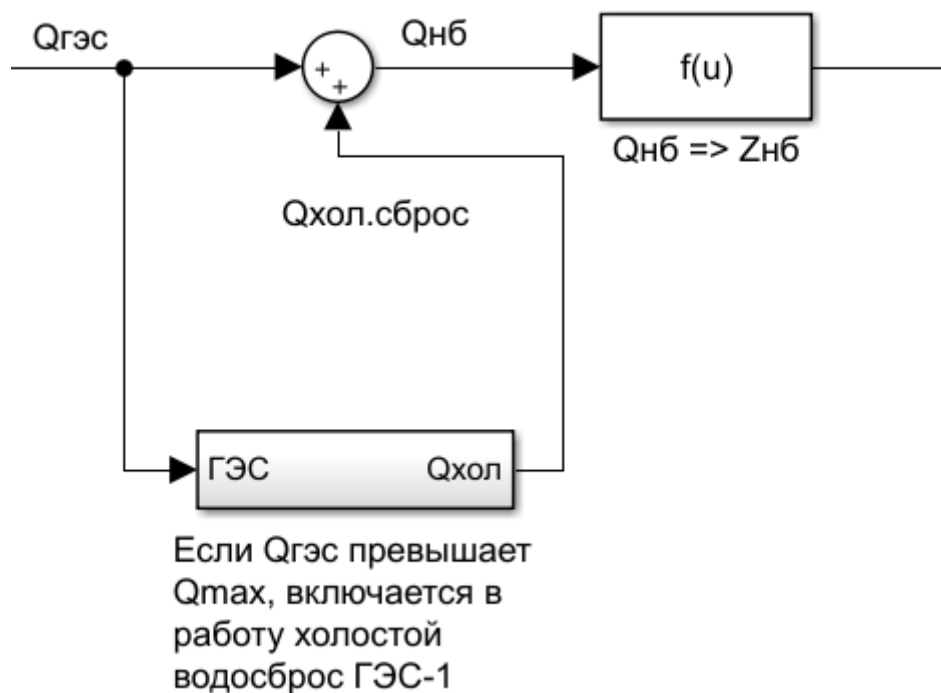 Qгэс
Qнб
+
+
f(u)
Qнб => Zнб
Qхол.сброс
ГЭС
Qхол
Если Qгэс превышает
Qmax, включается в
работу холостой
водосброс ГЭС-1